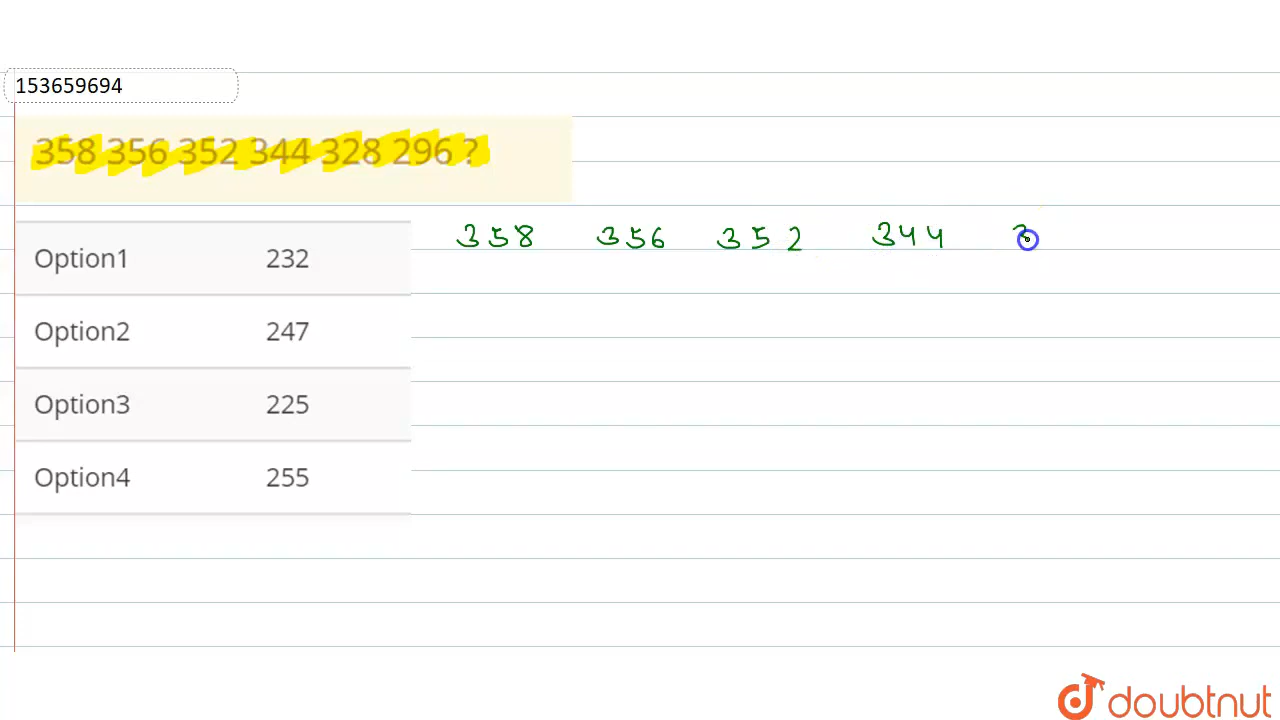 153659694
358 356 352 344 328 296 ?
358 356 352 344 3
Option1 232
Option2 247
Option3 225
Option4 255
doubtnut